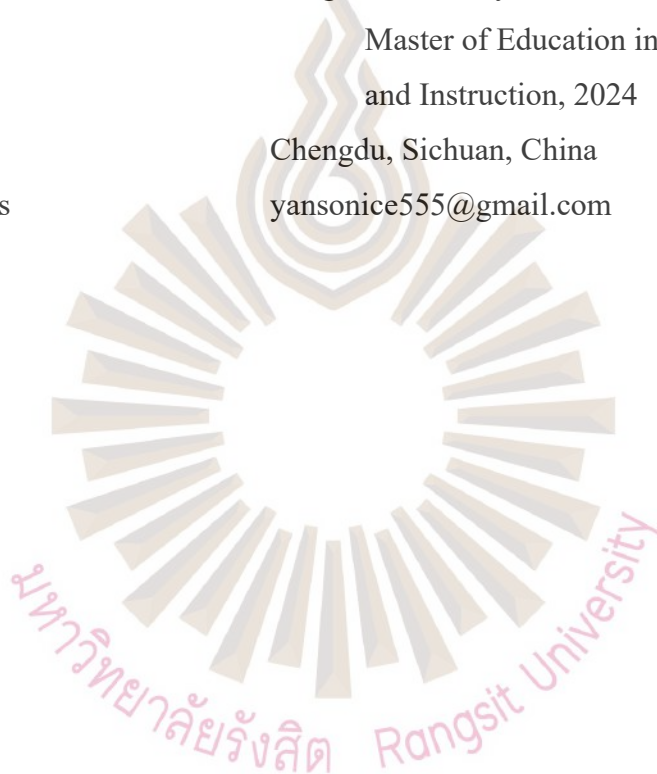 Master of Education in
and Instruction, 2024
Chengdu, Sichuan, China
s yansonice555@gmail.com
มหาวิทยาลัยรังสิต Rangsit University